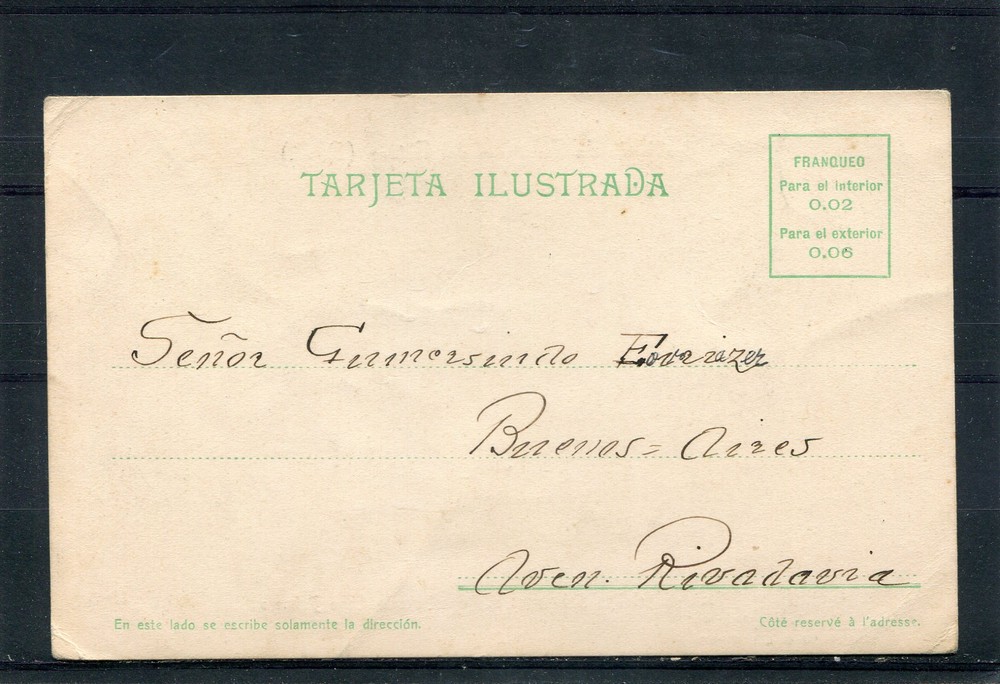 TARJETA ILUSTRADA
FRANQUEO
Para el interior
0.02
Para el exterior
0.06
Señor Gumersindo
Buenos=Aires
Aven. Rivadavia
En este lado se escribe solamente la dirección.
Côté reservé à l'adresse.